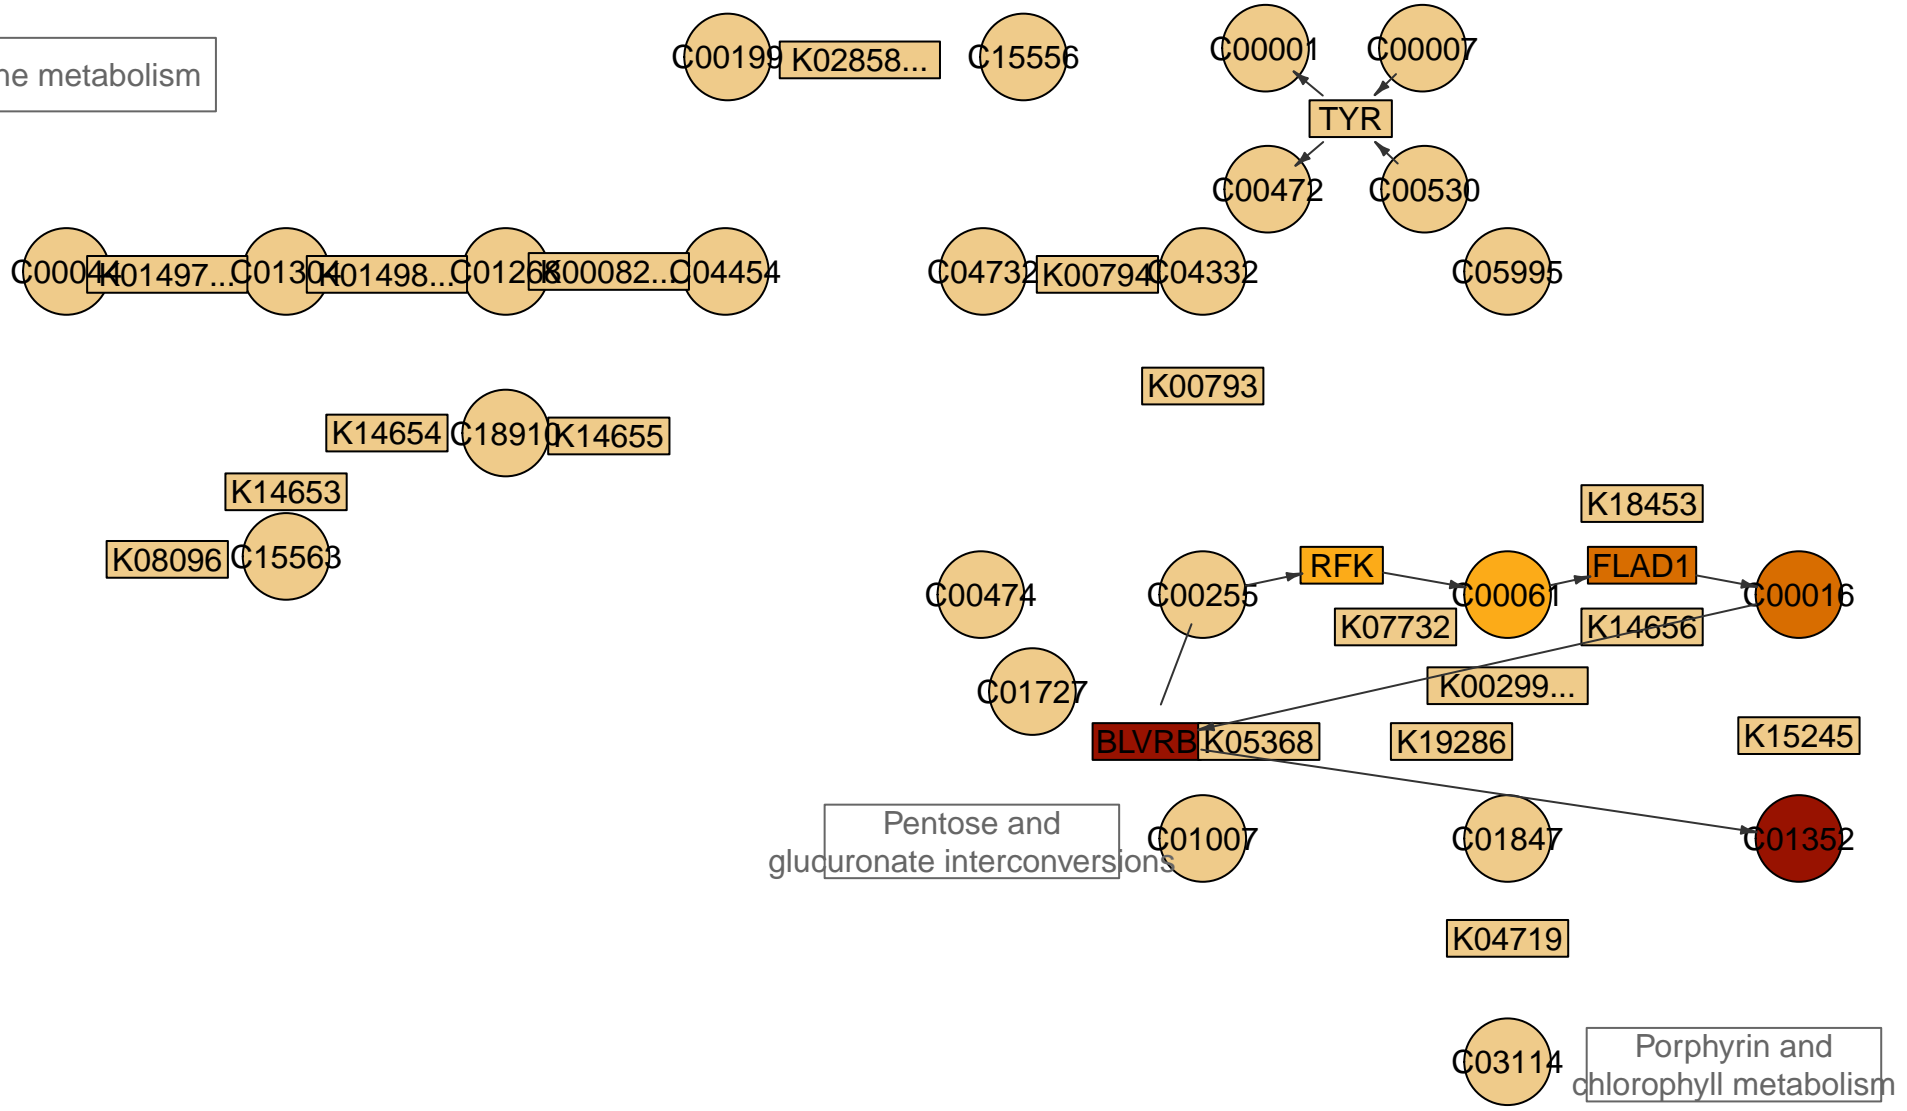 ne metabolism
C00199
K02858...
C15556
C00001
C00007
TYR
C00472
C00530
C00044
K01497...
C01304
K01498...
C01268
K00082...
C04454
C04732
K00794
C04332
C05995
K00793
K14654
C18910
K14655
K14653
K08096
C15563
K18453
C00474
C00255
RFK
C00061
FLAD1
C00016
K07732
K14656
C01727
K00299...
BLVRB
K05368
K19286
K15245
Pentose and
glucuronate interconversions
C01007
C01847
C01352
K04719
C03114
Porphyrin and
chlorophyll metabolism